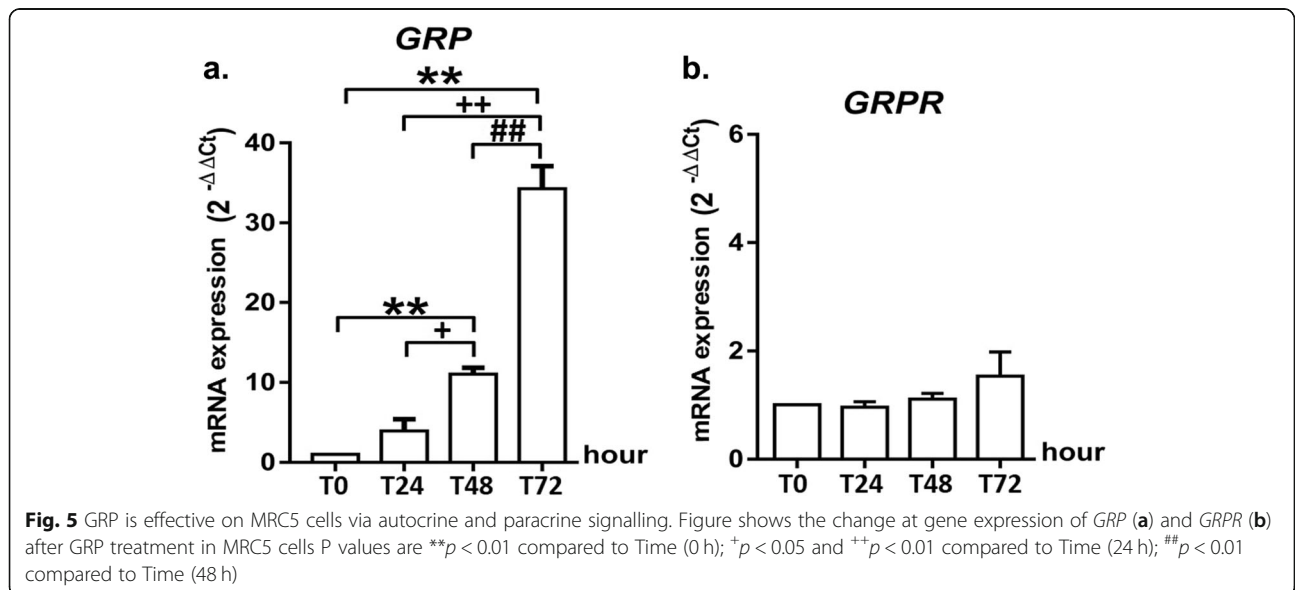 a.
GRP
**
++
##
mRNA expression (2 -ΔΔCt)
40
30
20
10
0
**
+
T0 T24 T48 T72
hour
b.
GRPR
mRNA expression (2 -ΔΔCt)
6
4
2
0
T0 T24 T48 T72
hour
Fig. 5 GRP is effective on MRC5 cells via autocrine and paracrine signalling. Figure shows the change at gene expression of GRP (a) and GRPR (b)
after GRP treatment in MRC5 cells P values are **p < 0.01 compared to Time (0 h); +p < 0.05 and ++p < 0.01 compared to Time (24 h); ##p < 0.01
compared to Time (48 h)